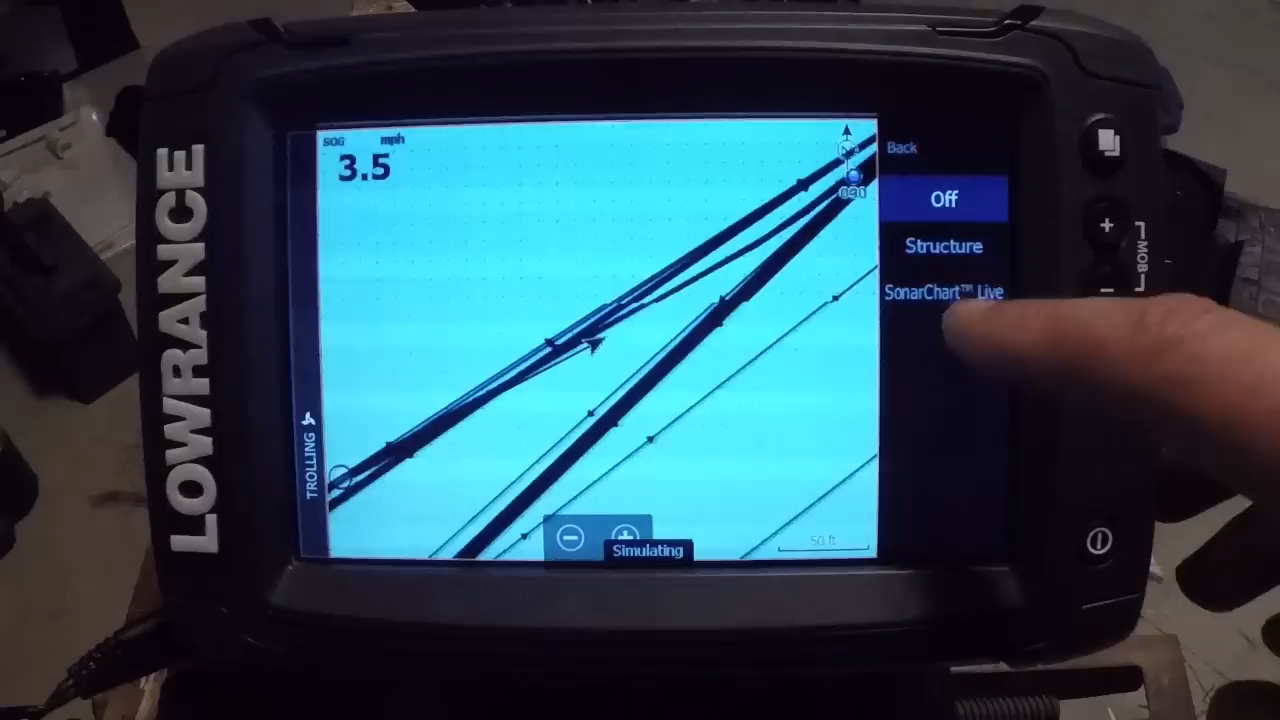 LOWRANCE
TROLLING
SOG mph
3.5
Back
Off
Structure
SonarChart™ Live
Simulating
50 ft
MOB